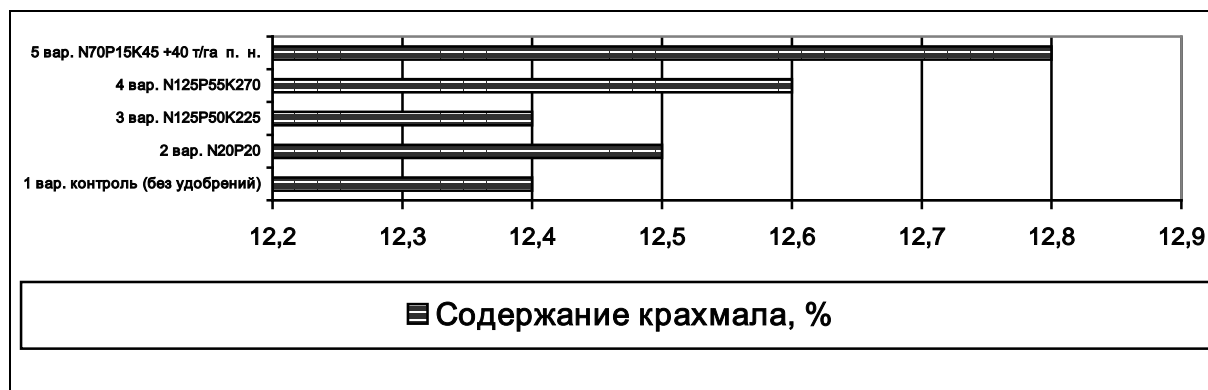 5 вар. N70P15K45 +40 т/га п. н.
4 вар. N125P55K270
3 вар. N125P50K225
2 вар. N20P20
1 вар. контроль (без удобрений)
12,2 12,3 12,4 12,5 12,6 12,7 12,8 12,9
Содержание крахмала, %